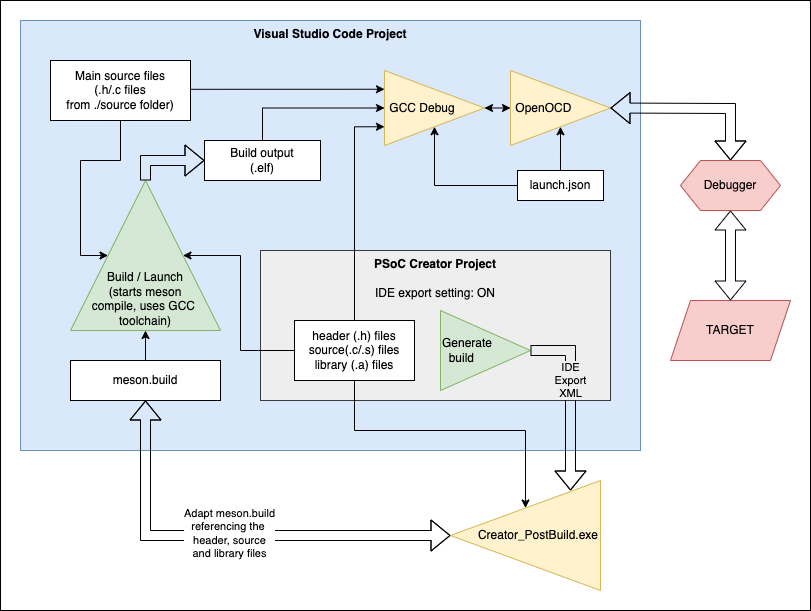 Visual Studio Code Project
Main source files
(.h/.c files
from ./source folder)
GCC Debug
OpenOCD
Build output
(.elf)
launch.json
Debugger
Build / Launch
(starts meson
compile, uses GCC
toolchain)
PSoC Creator Project
IDE export setting: ON
header (.h) files
source(.c/.s) files
library (.a) files
Generate
build
TARGET
meson.build
IDE
Export
XML
Adapt meson.build
referencing the
header, source
and library files
Creator_PostBuild.exe